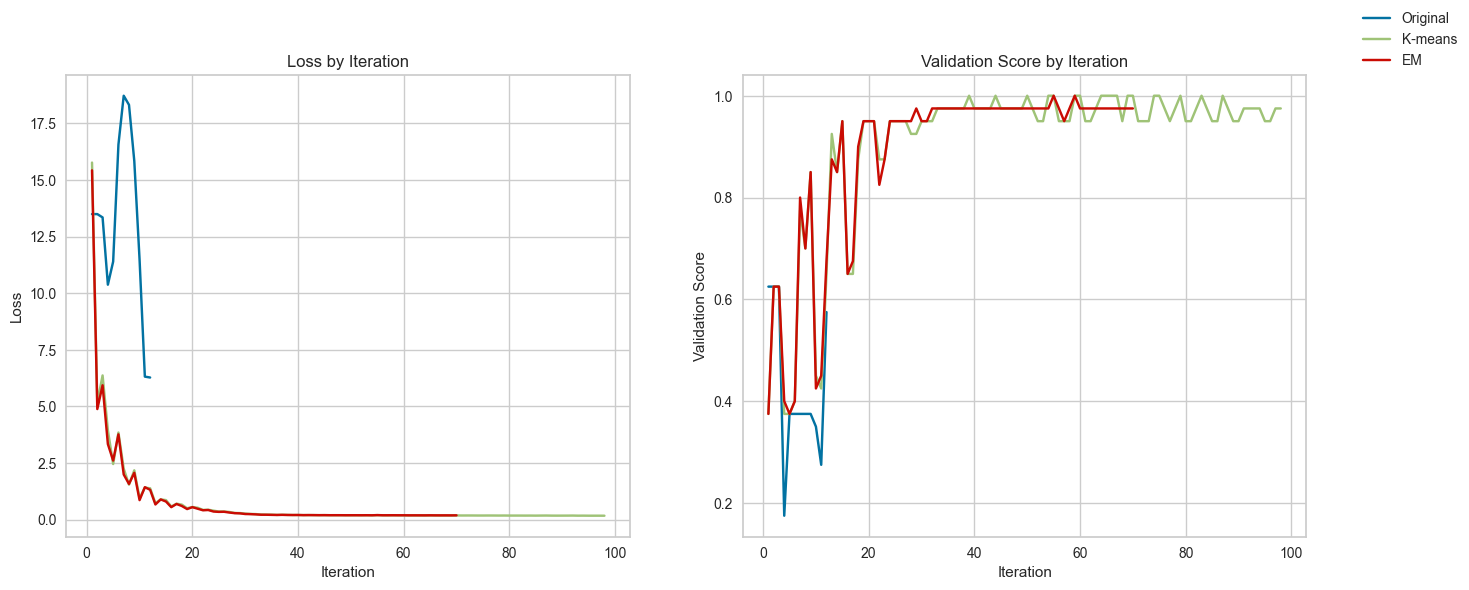 Original
K-means
EM
Loss by Iteration
17.5
15.0
12.5
10.0
7.5
5.0
2.5
0.0
Loss
0 20 40 60 80 100
Iteration
Validation Score by Iteration
1.0
0.8
0.6
0.4
0.2
Validation Score
0 20 40 60 80 100
Iteration